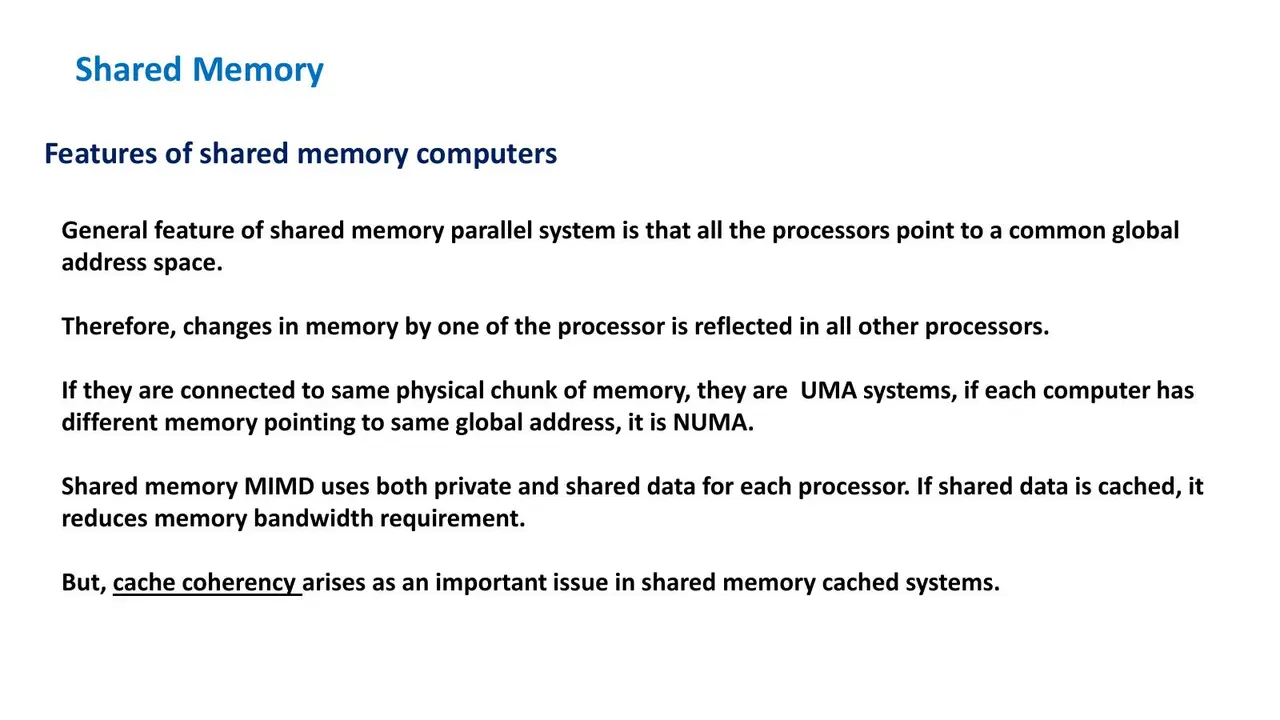 Shared Memory
Features of shared memory computers
General feature of shared memory parallel system is that all the processors point to a common global
address space.
Therefore, changes in memory by one of the processor is reflected in all other processors.
If they are connected to same physical chunk of memory, they are  UMA systems, if each computer has
different memory pointing to same global address, it is NUMA.
Shared memory MIMD uses both private and shared data for each processor. If shared data is cached, it
reduces memory bandwidth requirement.
But, cache coherency arises as an important issue in shared memory cached systems.